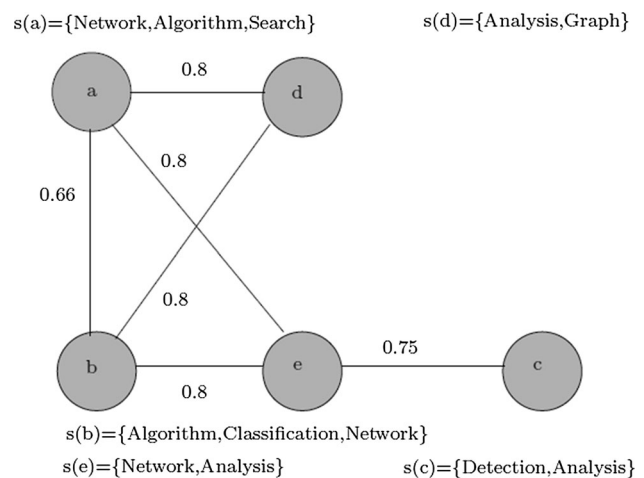 s(a)={Network,Algorithm,Search}
s(d)={Analysis,Graph}
0.8
a
d
0.8
0.66
0.8
0.75
b
e
c
0.8
s(b)={Algorithm,Classification,Network}
s(e)={Network,Analysis}
s(c)={Detection,Analysis}